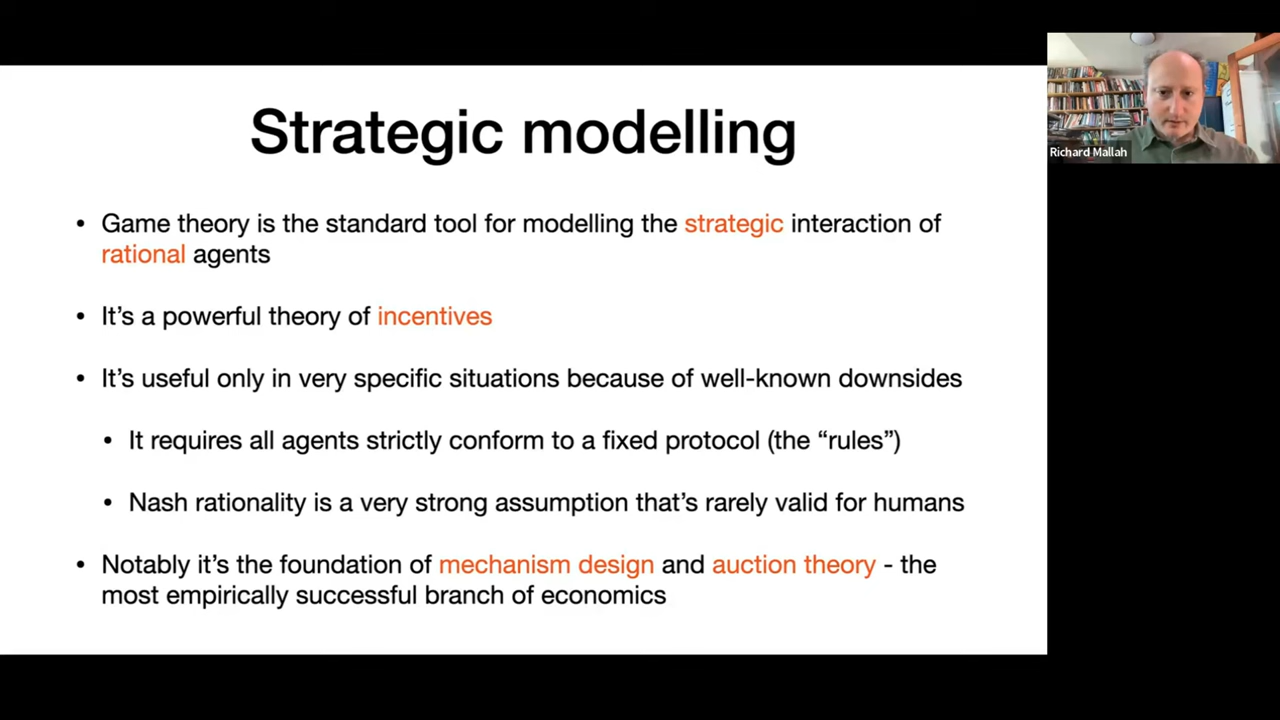 Strategic modelling
• Game theory is the standard tool for modelling the strategic interaction of
rational agents
• It’s a powerful theory of incentives
• It’s useful only in very specific situations because of well-known downsides
• It requires all agents strictly conform to a fixed protocol (the “rules”)
• Nash rationality is a very strong assumption that’s rarely valid for humans
• Notably it’s the foundation of mechanism design and auction theory - the
most empirically successful branch of economics
Richard Mallah